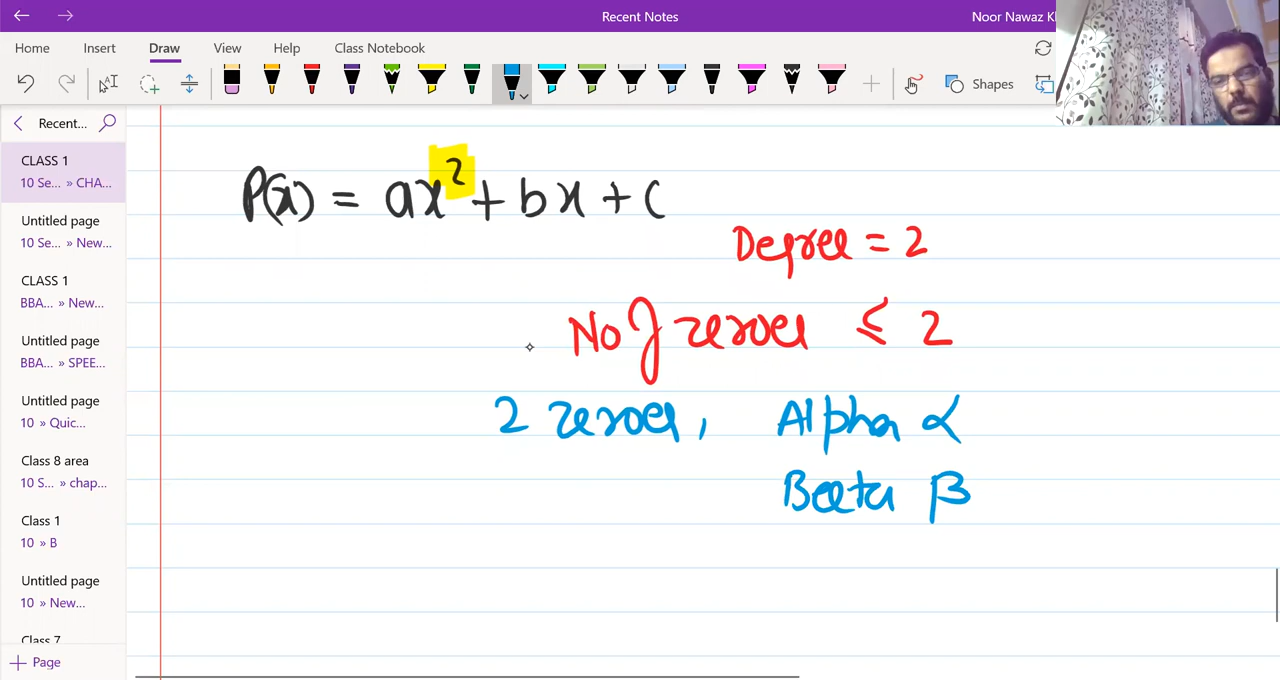 Recent Notes
Noor Nawaz Kh
Home Insert Draw View Help Class Notebook
Shapes
Recent...
CLASS 1
10 Se... » CHA...
Untitled page
10 Se... » New...
CLASS 1
BBA... » New...
Untitled page
BBA... » SPEE...
Untitled page
10 » Quic...
Class 8 area
10 S... » chap...
Class 1
10 » B
Untitled page
10 » New...
Class 7
Page
P(x) = ax² + bx + c
Degree = 2
No of zeroes ≤ 2
2 zeroes, Alpha α
Beeta β